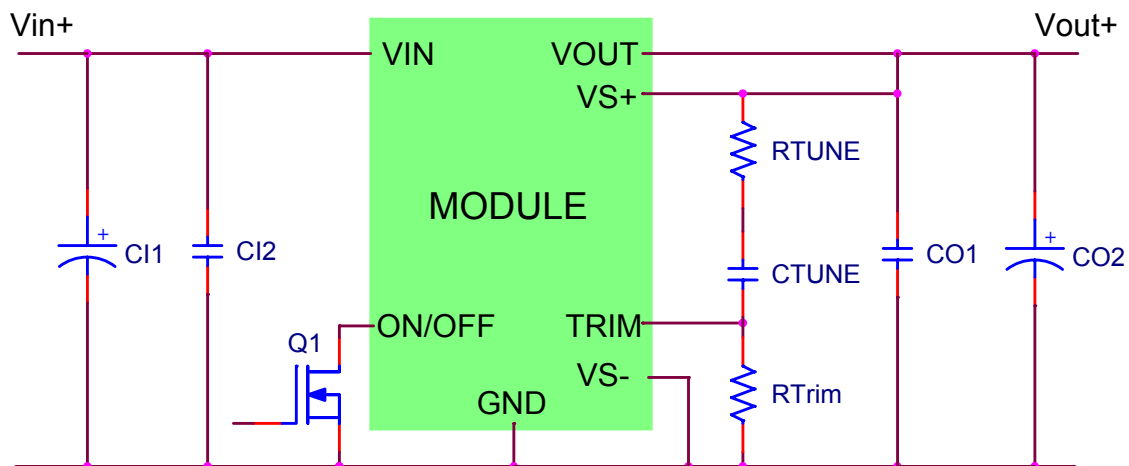 Vin+
Vout+
VIN
VOUT
VS+
RTUNE
MODULE
+
CI1
CI2
CTUNE
CO1
+
CO2
Q1
ON/OFF
TRIM
VS-
RTrim
GND